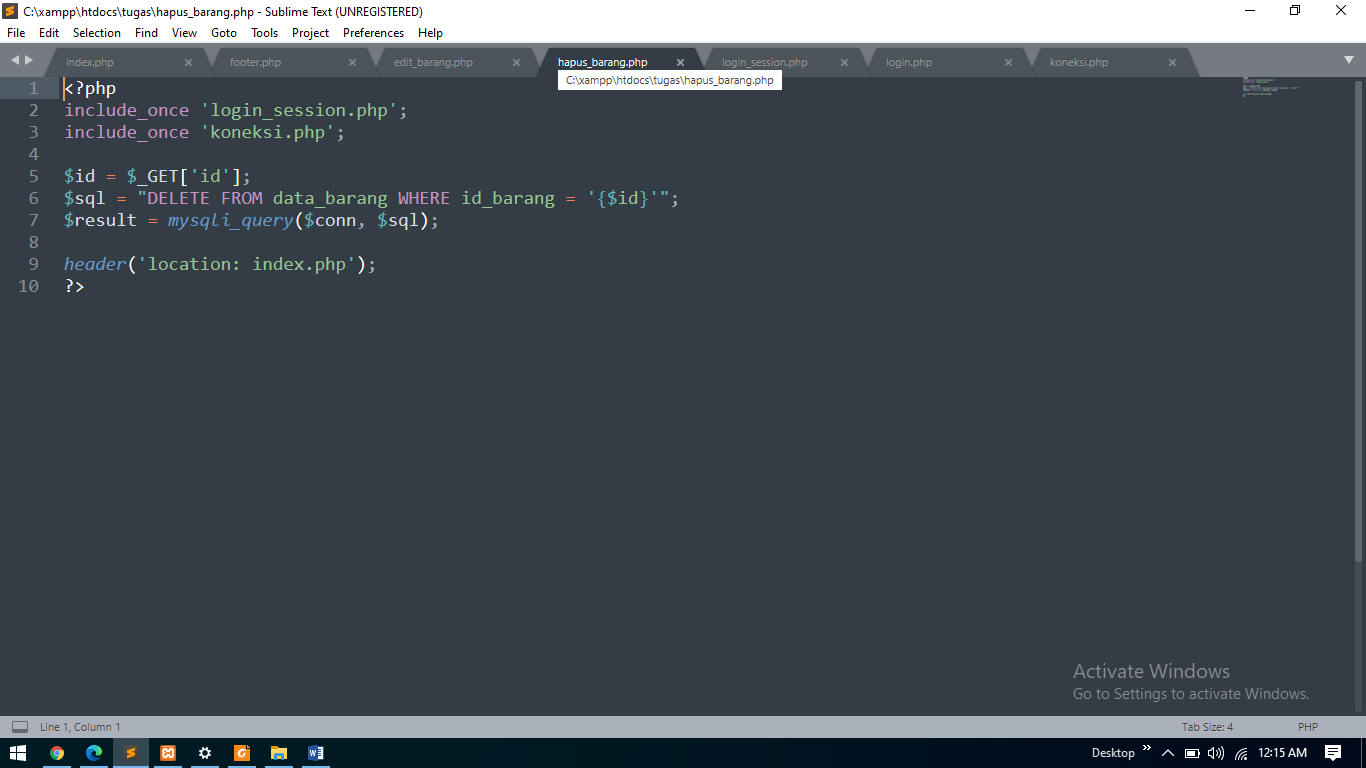 C:\xampp\htdocs\tugas\hapus_barang.php - Sublime Text (UNREGISTERED)
File Edit Selection Find View Goto Tools Project Preferences Help
index.php footer.php edit_barang.php hapus_barang.php login_session.php login.php koneksi.php
C:\xampp\htdocs\tugas\hapus_barang.php
1 <?php
2 include_once 'login_session.php';
3 include_once 'koneksi.php';
4
5 $id = $_GET['id'];
6 $sql = "DELETE FROM data_barang WHERE id_barang = '{$id}'";
7 $result = mysqli_query($conn, $sql);
8
9 header('location: index.php');
10 ?>
Activate Windows
Go to Settings to activate Windows.
Line 1, Column 1 Tab Size: 4 PHP
Desktop 12:15 AM